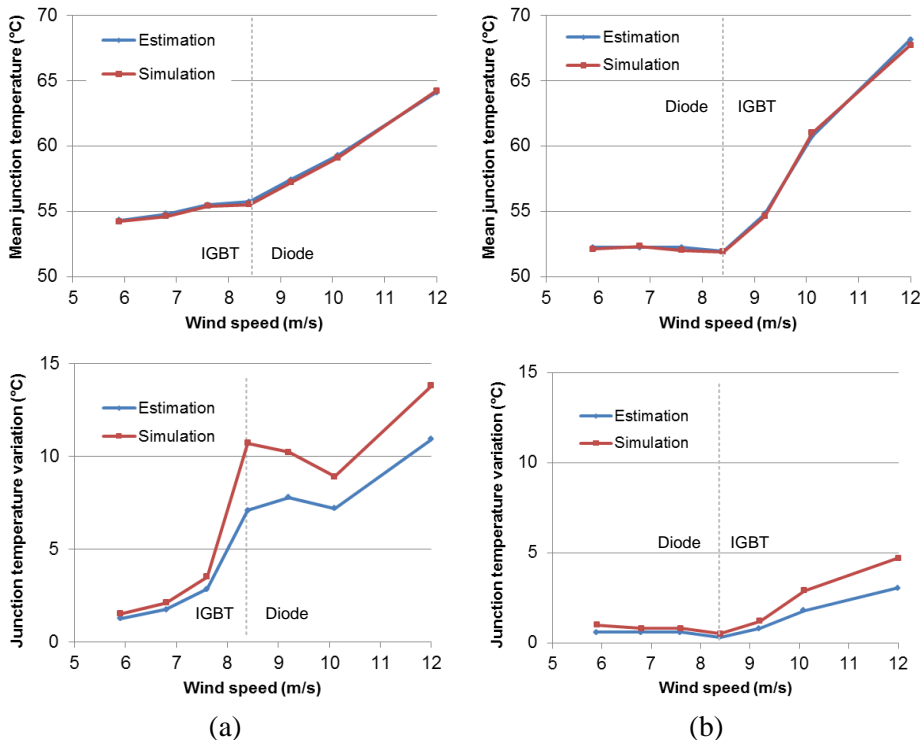 Mean junction temperature (°C)
70
65
60
55
50
Estimation
Simulation
IGBT Diode
5 6 7 8 9 10 11 12
Wind speed (m/s)
Mean junction temperature (°C)
70
65
60
55
50
Estimation
Simulation
Diode IGBT
5 6 7 8 9 10 11 12
Wind speed (m/s)
Junction temperature variation (°C)
15
10
5
0
Estimation
Simulation
IGBT Diode
5 6 7 8 9 10 11 12
Wind speed (m/s)
(a)
Junction temperature variation (°C)
15
10
5
0
Estimation
Simulation
Diode IGBT
5 6 7 8 9 10 11 12
Wind speed (m/s)
(b)